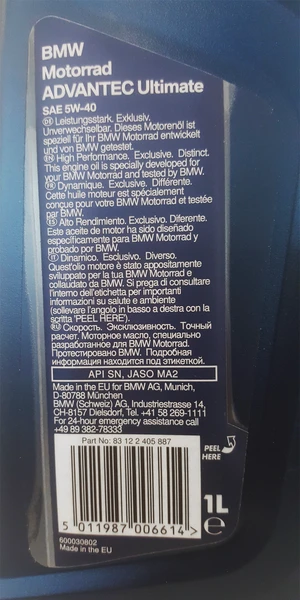 BMW
Motorrad
ADVANTEC Ultimate
SAE 5W-40
DE Leistungsstark. Exklusiv.
Unverwechselbar. Dieses Motorenöl ist
speziell für Ihr BMW Motorrad entwickelt
und von BMW getestet.
EN High Performance. Exclusive. Distinct.
This engine oil is specially developed for
your BMW Motorrad and tested by BMW.
FR Dynamique. Exclusive. Différente.
Cette huile moteur est spécialement
conçue pour votre BMW Motorrad et testée
par BMW.
ES Alto Rendimiento. Exclusivo. Diferente.
Este aceite de motor ha sido diseñado
específicamente para BMW Motorrad y
probado por BMW.
IT Dinamico. Esclusivo. Diverso.
Quest'olio motore è stato appositamente
sviluppato per la tua BMW Motorrad e
collaudato da BMW. Si prega di consultare
l'interno dell'etichetta per importanti
informazioni su salute e ambiente
(sollevare l'angolo in basso a destra con la
scritta 'PEEL HERE').
RU Скорость. Эксклюзивность. Точный
расчет. Моторное масло, специально
разработанное для BMW Motorrad.
Протестировано BMW. Подробная
информация находится под этикеткой.
API SN, JASO MA2
Made in the EU for BMW AG, Munich,
D-80788 München
BMW (Schweiz) AG, Industriestrasse 14,
CH-8157 Dielsdorf, Tel. +41 58 269-1111
For 24-hour emergency assistance call
+49 89 382-78333
Part No: 83 12 2 405 887
PEEL
HERE
1L
℮
5 011987 006614 >
600030802
Made in the EU